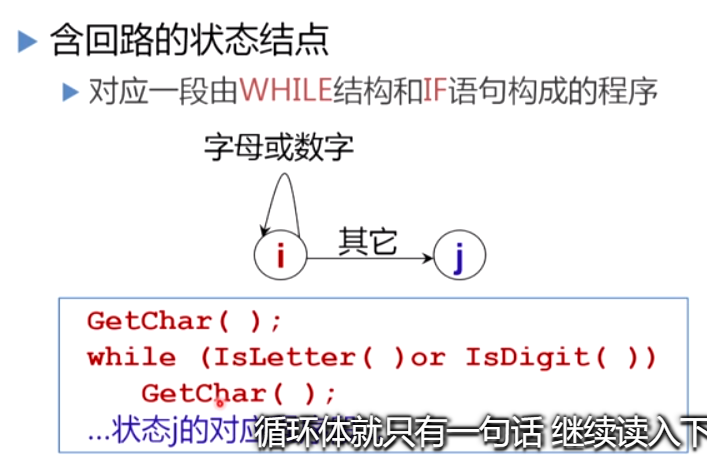 含回路的状态结点
对应一段由WHILE结构和IF语句构成的程序
字母或数字
i
其它
j
GetChar( );
while (IsLetter( )or IsDigit( ))
GetChar( );
…状态j的对应
循环体就只有一句话 继续读入下